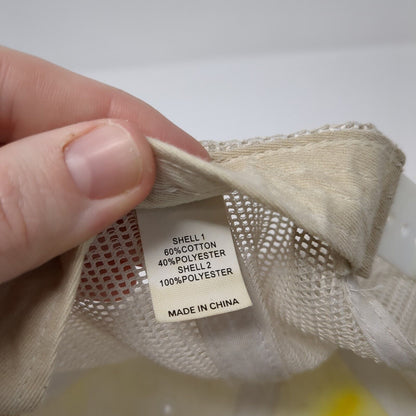 SHELL 1
60%COTTON
40%POLYESTER
SHELL 2
100%POLYESTER
MADE IN CHINA